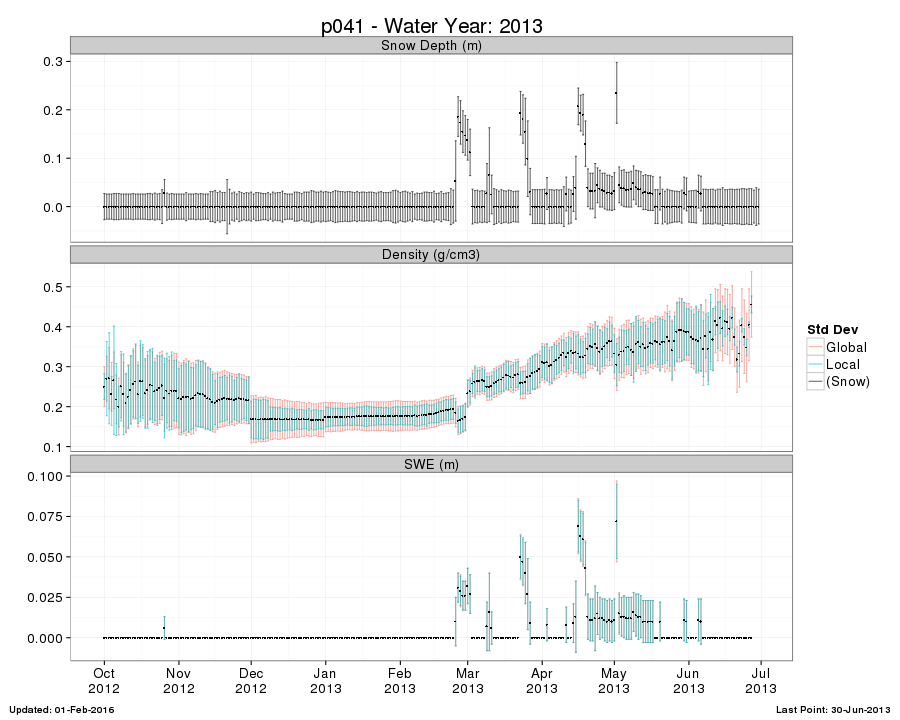 p041 - Water Year: 2013
Snow Depth (m)
0.3
0.2
0.1
0.0
Density (g/cm3)
0.5
0.4
0.3
0.2
0.1
Std Dev
Global
Local
(Snow)
SWE (m)
0.100
0.075
0.050
0.025
0.000
Oct Nov Dec Jan Feb Mar Apr May Jun Jul
2012 2012 2012 2013 2013 2013 2013 2013 2013 2013
Updated: 01-Feb-2016 Last Point: 30-Jun-2013